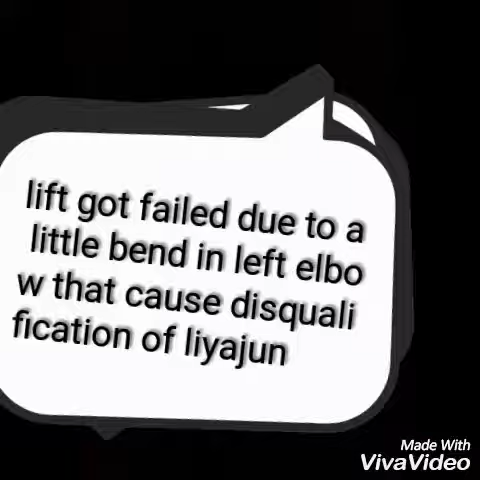 lift got failed due to a
little bend in left elbo
w that cause disquali
fication of liyajun
Made With
VivaVideo